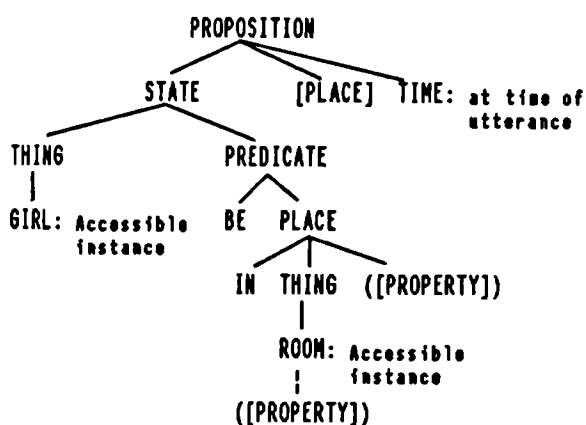 PROPOSITION
STATE [PLACE] TIME: at time of
utterance
THING PREDICATE
GIRL: Accessible BE PLACE
instance
IN THING ([PROPERTY])
ROOM: Accessible
instance
([PROPERTY])